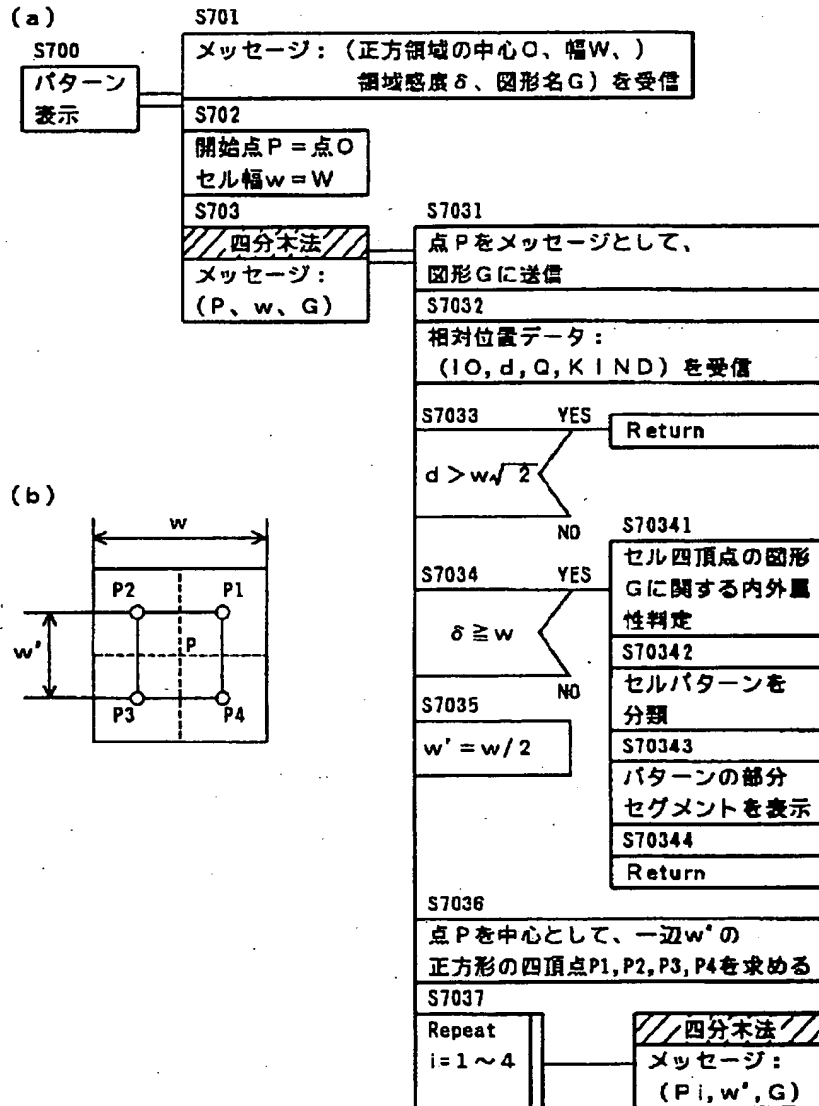 (a)
S700
パターン
表示
S701
メッセージ：（正方領域の中心O、幅W、）
領域感度δ、図形名G）を受信
S702
開始点P＝点O
セル幅w＝W
S703
四分木法
メッセージ：
(P、w、G)
S7031
点Pをメッセージとして、
図形Gに送信
S7032
相対位置データ：
(IO,d,Q,KIND) を受信
S7033 YES
Return
d＞w√2
NO
S7034 YES
δ≧w
NO
S70341
セル四頂点の図形
Gに関する内外属
性判定
S70342
セルパターンを
分類
S70343
パターンの部分
セグメントを表示
S70344
Return
S7035
w'＝w/2
S7036
点Pを中心として、一辺w'の
正方形の四頂点P1,P2,P3,P4を求める
S7037
Repeat
i=1～4
四分木法
メッセージ：
(Pi,w',G)
(b)
w
P2 P1
w' P
P3 P4